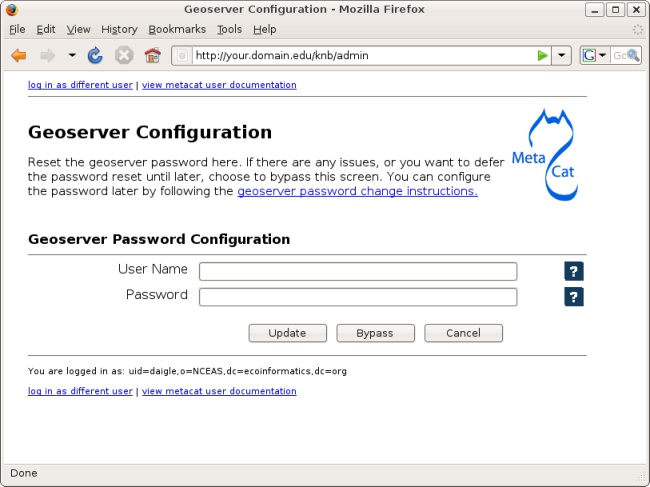 Geoserver Configuration - Mozilla Firefox
File Edit View History Bookmarks Tools Help
http://your.domain.edu/knb/admin
G
log in as different user | view metacat user documentation
Geoserver Configuration
Meta
Cat
Reset the geoserver password here. If there are any issues, or you want to defer
the password reset until later, choose to bypass this screen. You can configure
the password later by following the geoserver password change instructions.
Geoserver Password Configuration
User Name
?
Password
?
Update Bypass Cancel
You are logged in as: uid=daigle,o=NCEAS,dc=ecoinformatics,dc=org
log in as different user | view metacat user documentation
Done